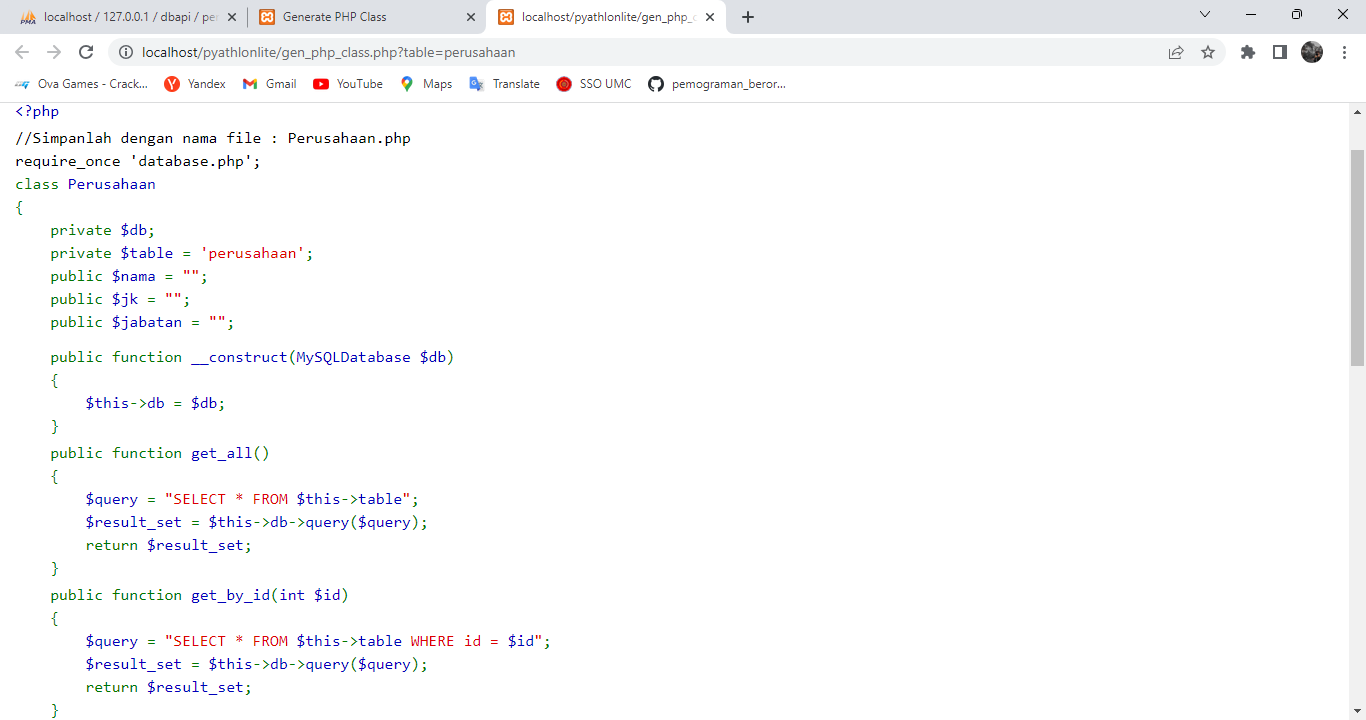 localhost / 127.0.0.1 / dbapi / per
Generate PHP Class
localhost/pyathlonlite/gen_php_c
localhost/pyathlonlite/gen_php_class.php?table=perusahaan
Ova Games - Crack...
Yandex
Gmail
YouTube
Maps
Translate
SSO UMC
pemograman_beror...
<?php
//Simpanlah dengan nama file : Perusahaan.php
require_once 'database.php';
class Perusahaan
{
    private $db;
    private $table = 'perusahaan';
    public $nama = "";
    public $jk = "";
    public $jabatan = "";
    public function __construct(MySQLDatabase $db)
    {
        $this->db = $db;
    }
    public function get_all()
    {
        $query = "SELECT * FROM $this->table";
        $result_set = $this->db->query($query);
        return $result_set;
    }
    public function get_by_id(int $id)
    {
        $query = "SELECT * FROM $this->table WHERE id = $id";
        $result_set = $this->db->query($query);
        return $result_set;
    }